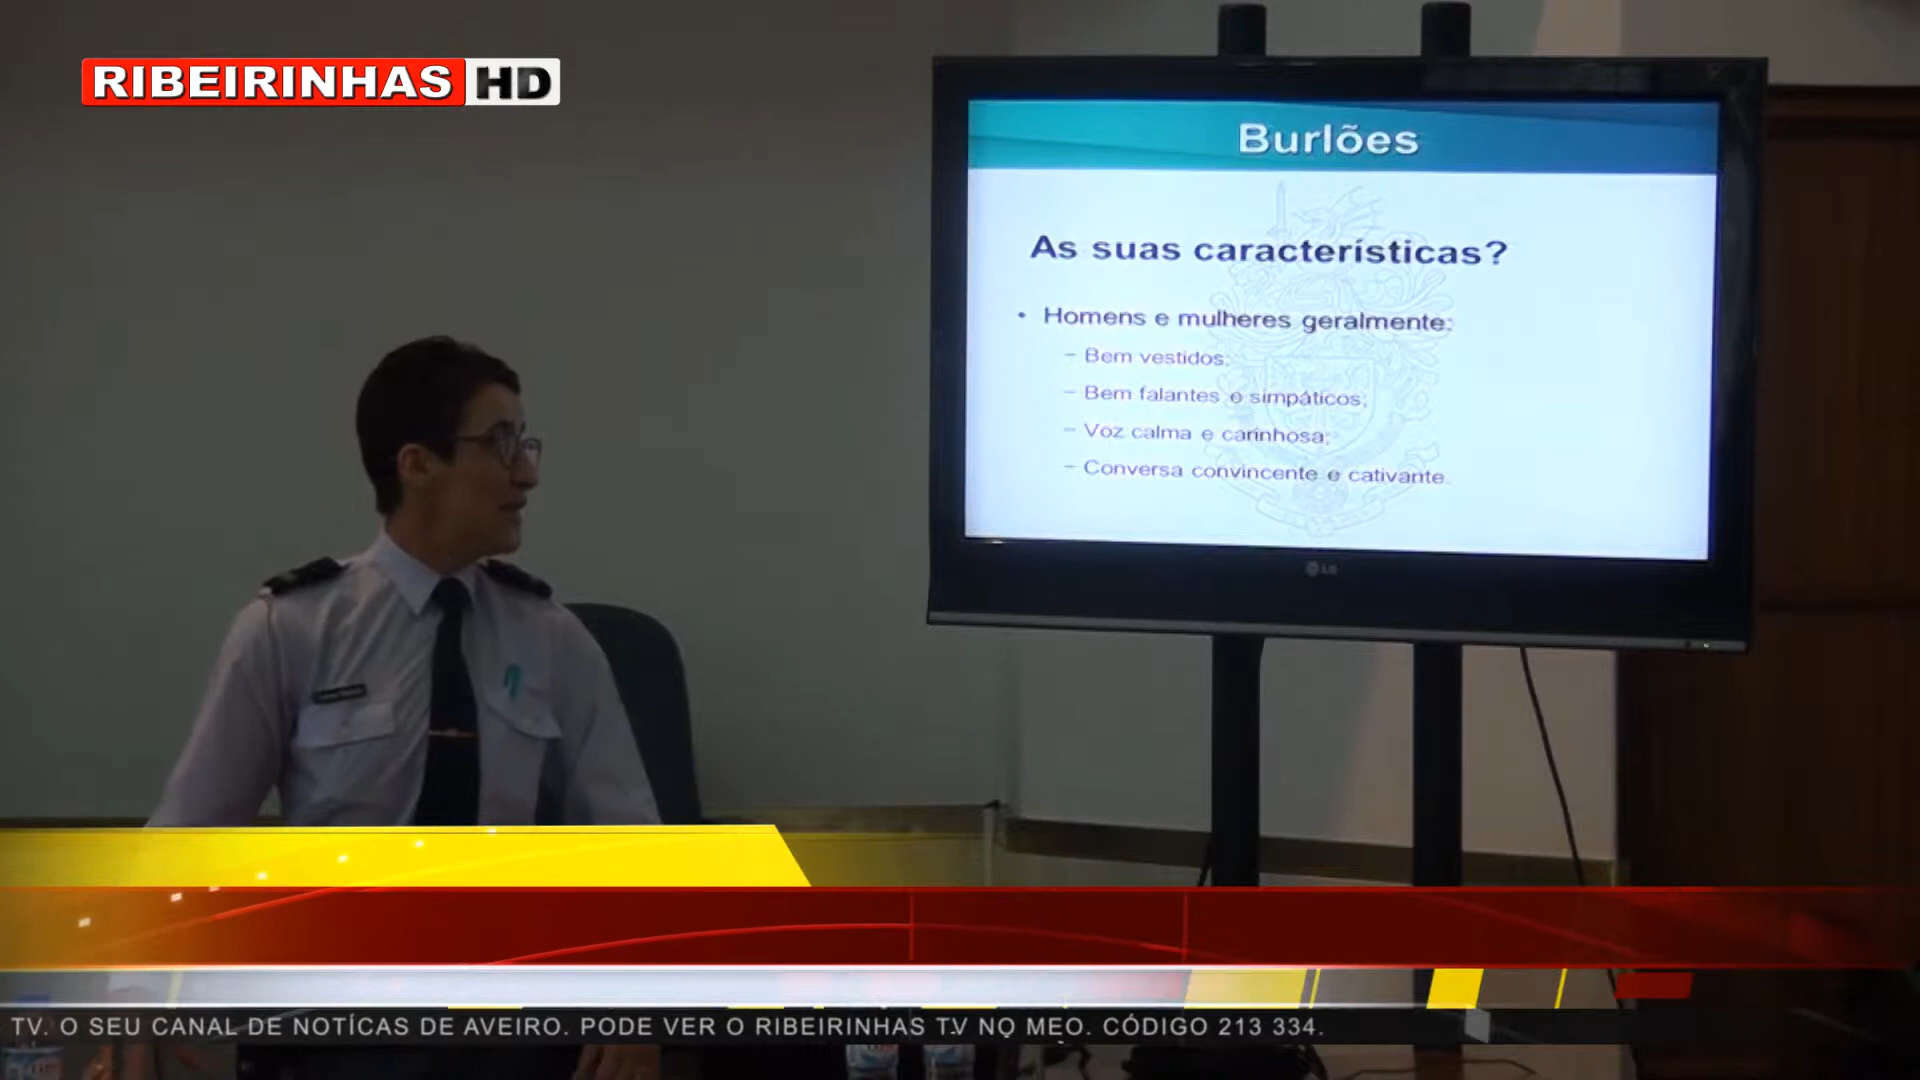 RIBEIRINHAS HD
Burlões
As suas características?
• Homens e mulheres geralmente:
– Bem vestidos;
– Bem falantes e simpáticos;
– Voz calma e carinhosa;
– Conversa convincente e cativante.
LG
TV. O SEU CANAL DE NOTÍCAS DE AVEIRO. PODE VER O RIBEIRINHAS TV NO MEO. CÓDIGO 213 334.